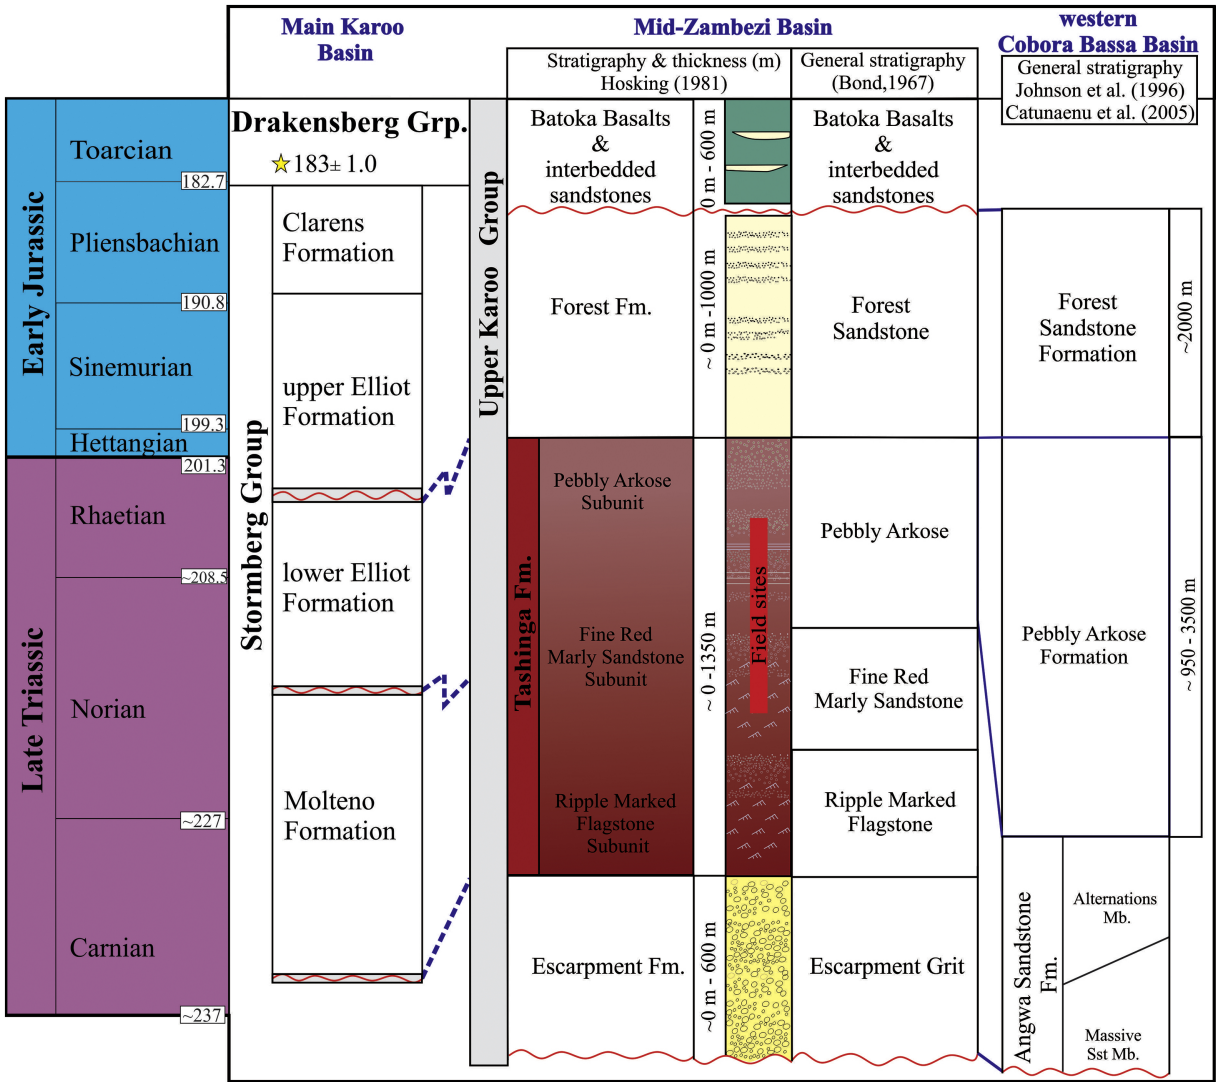 Main Karoo
Basin
Mid-Zambezi Basin
western
Cobora Bassa Basin
Stratigraphy & thickness (m)
Hosking (1981)
General stratigraphy
(Bond,1967)
General stratigraphy
Johnson et al. (1996)
Catunaenu et al. (2005)
Early Jurassic
Toarcian
182.7
Pliensbachian
190.8
Sinemurian
199.3
Hettangian
201.3
Late Triassic
Rhaetian
~208.5
Norian
~227
Carnian
~237
Drakensberg Grp.
183± 1.0
Stormberg Group
Clarens
Formation
upper Elliot
Formation
lower Elliot
Formation
Molteno
Formation
Upper Karoo Group
Batoka Basalts
&
interbedded
sandstones
0 m - 600 m
Forest Fm.
~ 0 m -1000 m
Tashinga Fm.
Pebbly Arkose
Subunit
Fine Red
Marly Sandstone
Subunit
Ripple Marked
Flagstone
Subunit
~ 0 -1350 m
Field sites
Escarpment Fm.
~0 m - 600 m
Batoka Basalts
&
interbedded
sandstones
Forest
Sandstone
Pebbly Arkose
Fine Red
Marly Sandstone
Ripple Marked
Flagstone
Escarpment Grit
Forest
Sandstone
Formation
~2000 m
Pebbly Arkose
Formation
~ 950 - 3500 m
Angwa Sandstone
Fm.
Alternations
Mb.
Massive
Sst Mb.